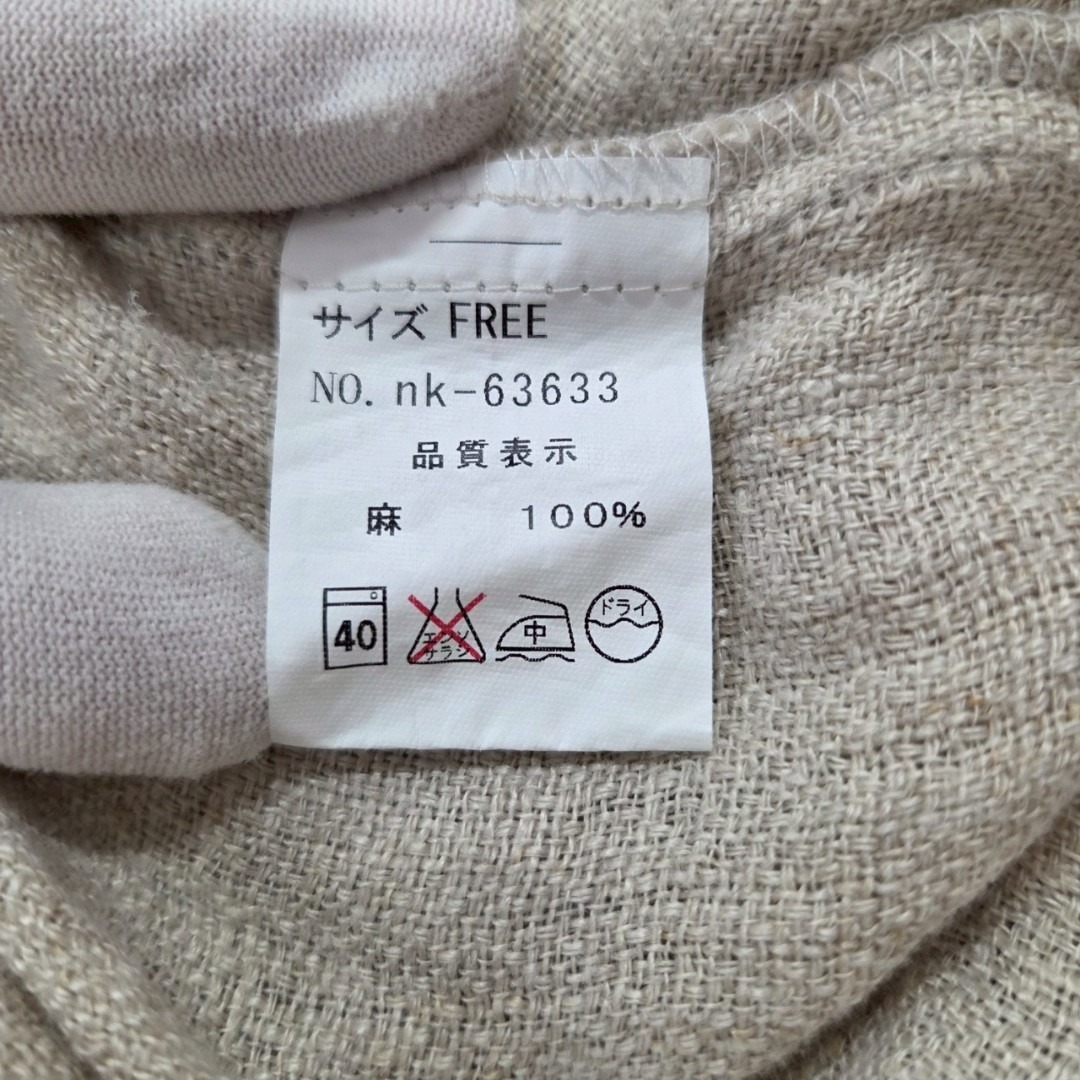 サイズ FREE
NO. nk-63633
品質表示
麻 100%
40 エンソ 中 ドライ
サラシ